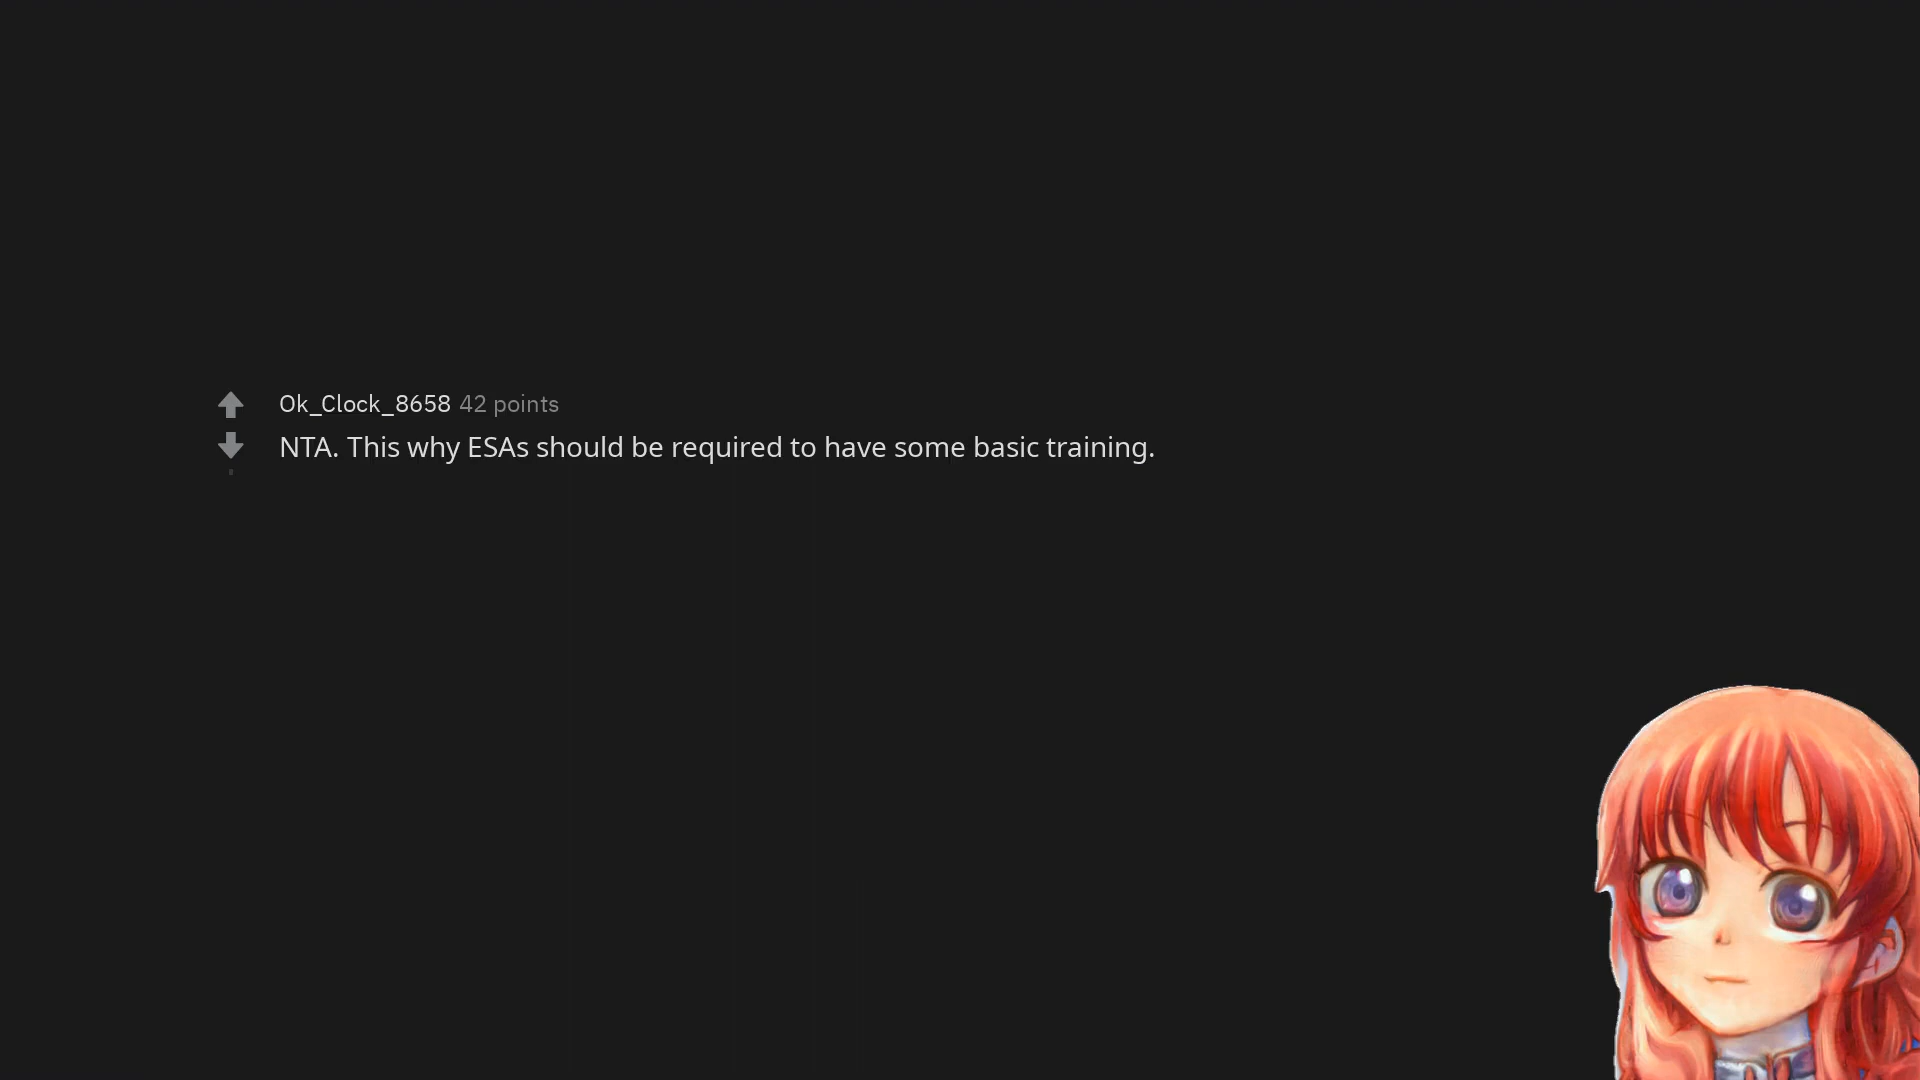 Ok_Clock_8658 42 points
NTA. This why ESAs should be required to have some basic training.